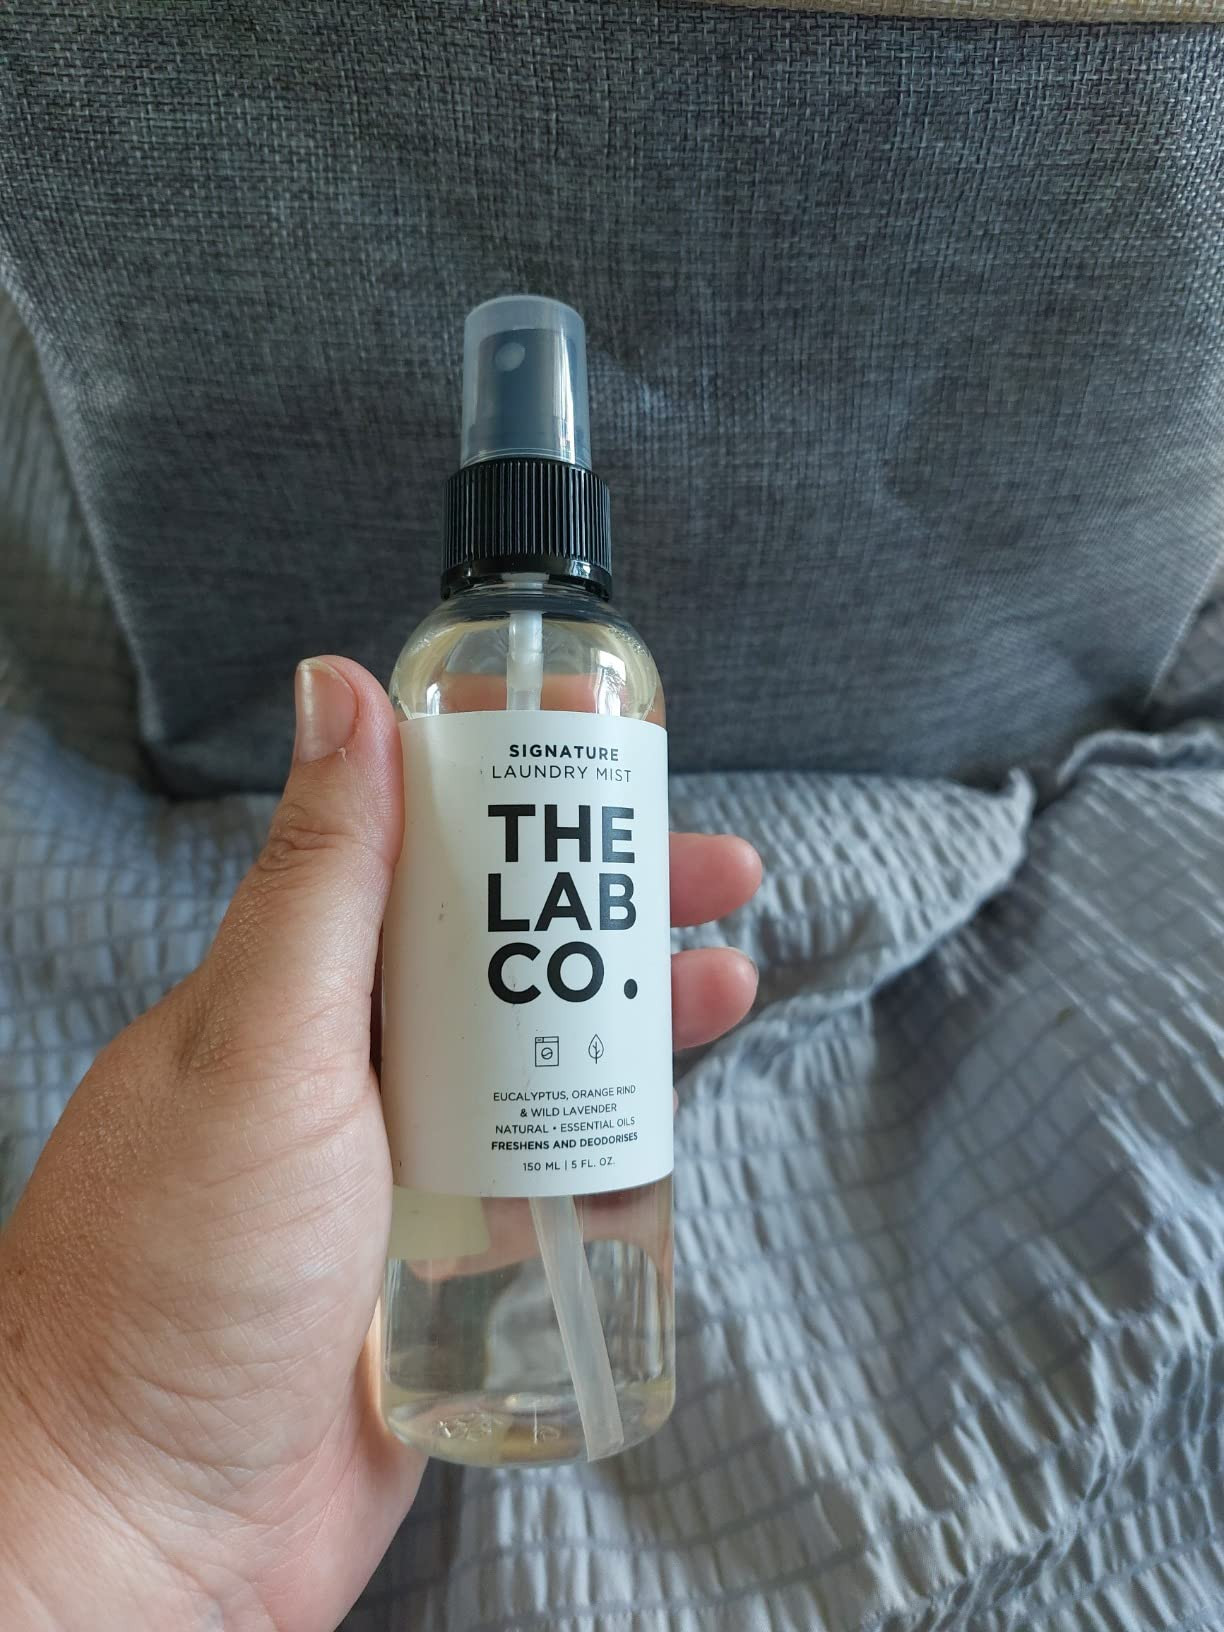 SIGNATURE
LAUNDRY MIST
THE
LAB
CO.
EUCALYPTUS, ORANGE RIND
& WILD LAVENDER
NATURAL • ESSENTIAL OILS
FRESHENS AND DEODORISES
150 ML | 5 FL. OZ.